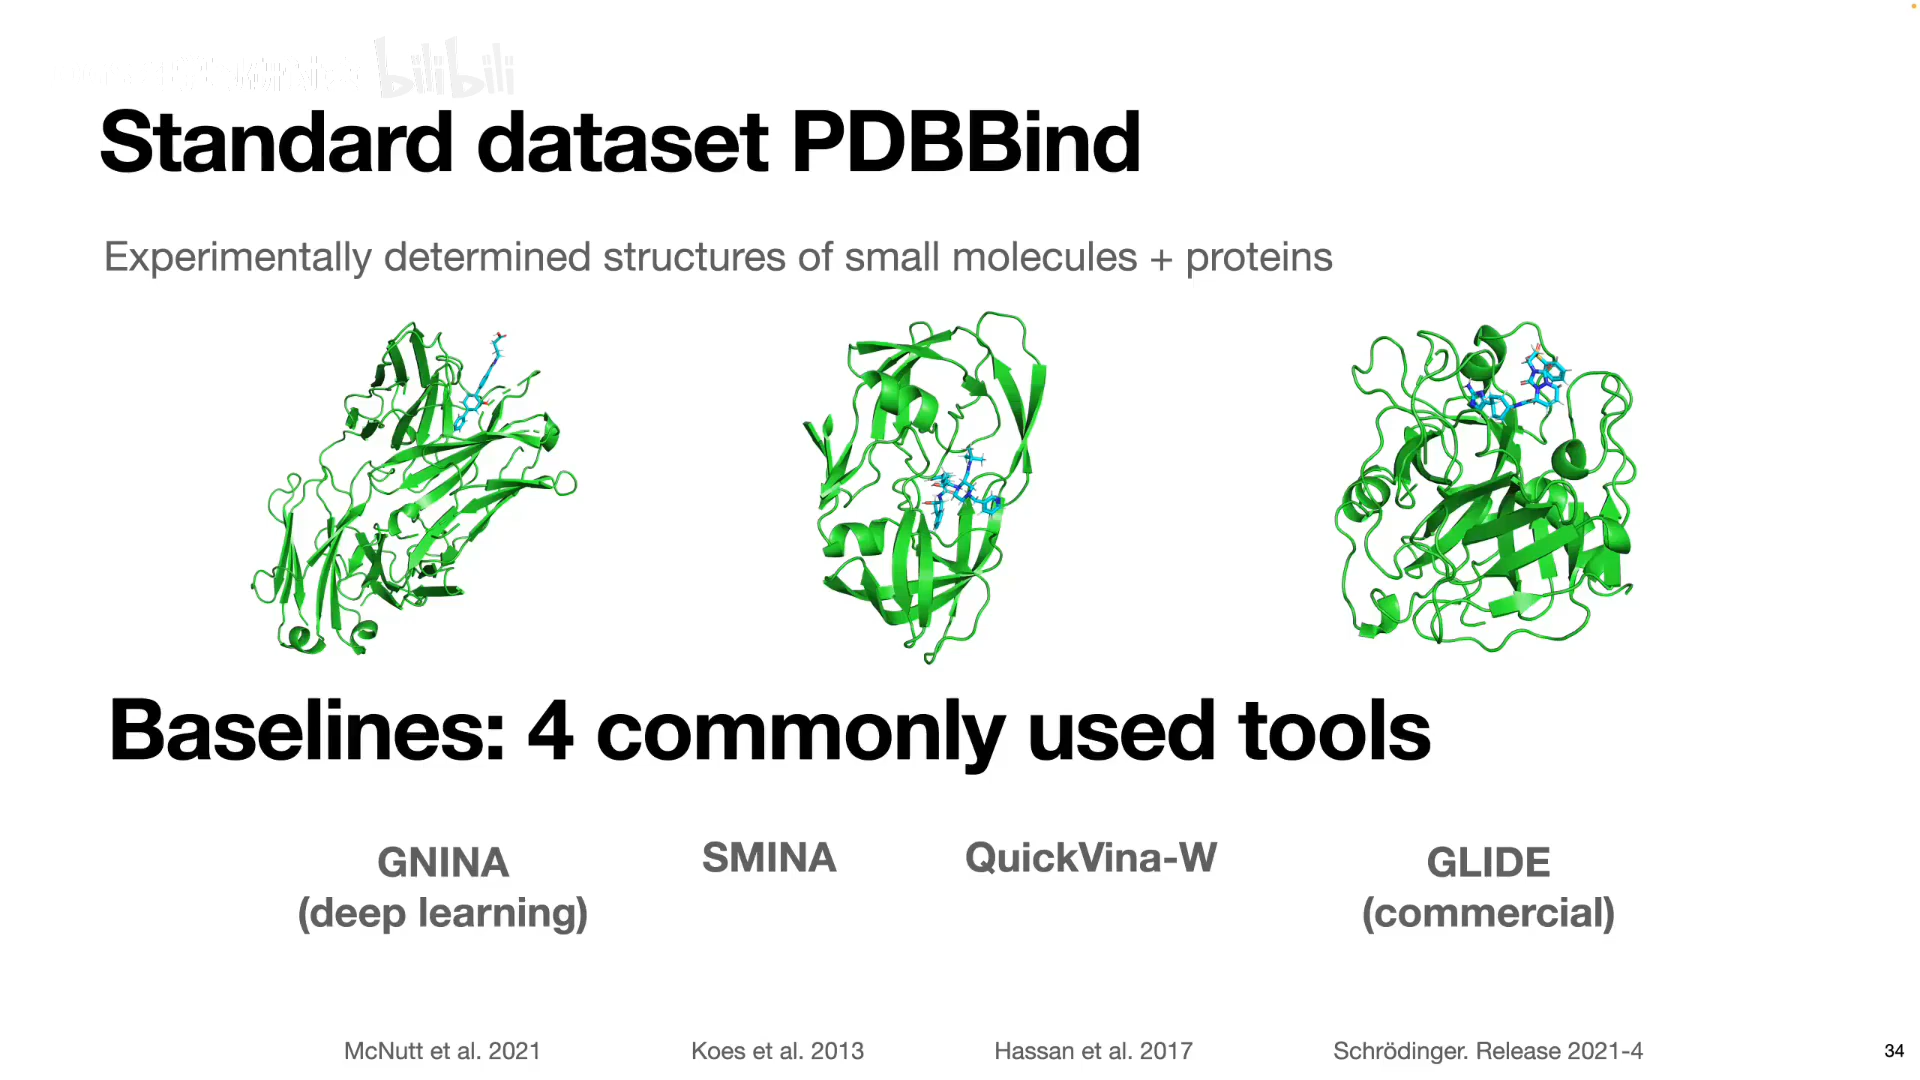 bilibili
Standard dataset PDBBind
Experimentally determined structures of small molecules + proteins
Baselines: 4 commonly used tools
GNINA
(deep learning)
SMINA
QuickVina-W
GLIDE
(commercial)
McNutt et al. 2021
Koes et al. 2013
Hassan et al. 2017
Schrödinger. Release 2021-4
34